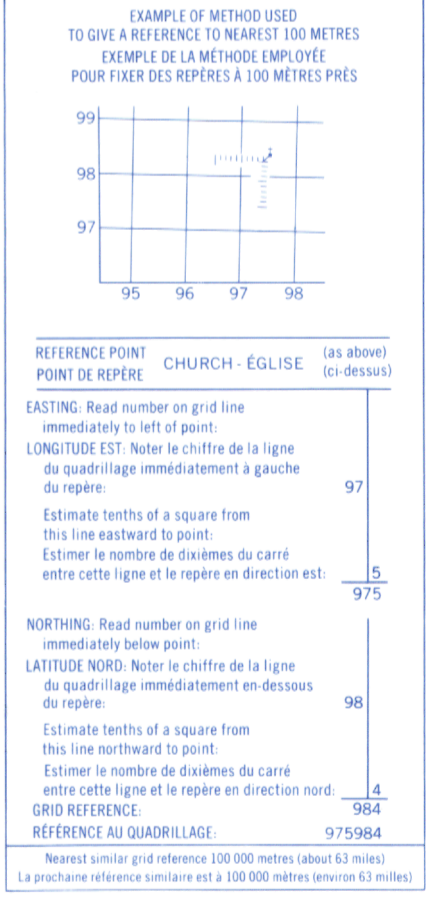 EXAMPLE OF METHOD USED
TO GIVE A REFERENCE TO NEAREST 100 METRES
EXEMPLE DE LA MÉTHODE EMPLOYÉE
POUR FIXER DES REPÈRES À 100 MÈTRES PRÈS
99
98
97
95 96 97 98
REFERENCE POINT
POINT DE REPÈRE
CHURCH - ÉGLISE
(as above)
(ci-dessus)
EASTING: Read number on grid line
immediately to left of point:
LONGITUDE EST: Noter le chiffre de la ligne
du quadrillage immédiatement à gauche
du repère: 97
Estimate tenths of a square from
this line eastward to point:
Estimer le nombre de dixièmes du carré
entre cette ligne et le repère en direction est: 5
975
NORTHING: Read number on grid line
immediately below point:
LATITUDE NORD: Noter le chiffre de la ligne
du quadrillage immédiatement en-dessous
du repère: 98
Estimate tenths of a square from
this line northward to point:
Estimer le nombre de dixièmes du carré
entre cette ligne et le repère en direction nord: 4
GRID REFERENCE: 984
RÉFÉRENCE AU QUADRILLAGE: 975984
Nearest similar grid reference 100 000 metres (about 63 miles)
La prochaine référence similaire est à 100 000 mètres (environ 63 milles)